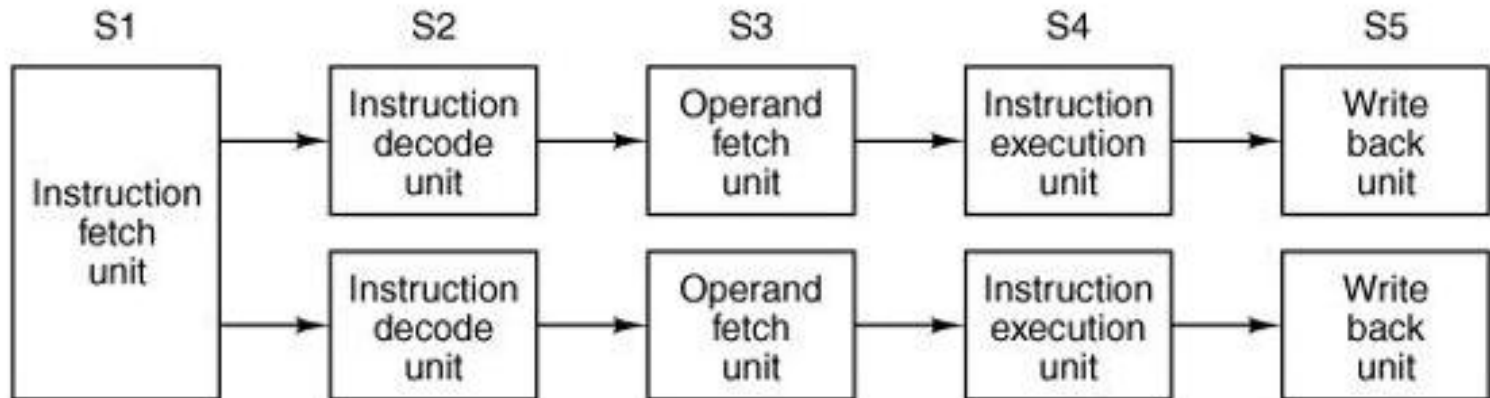 S1
S2
S3
S4
S5
Instruction
fetch
unit
Instruction
decode
unit
Operand
fetch
unit
Instruction
execution
unit
Write
back
unit
Instruction
decode
unit
Operand
fetch
unit
Instruction
execution
unit
Write
back
unit